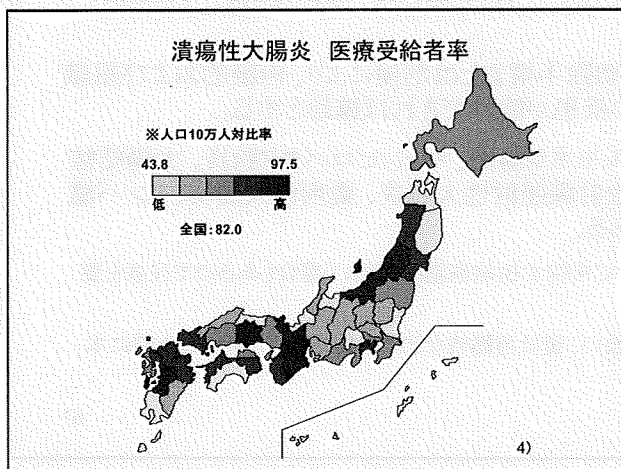 潰瘍性大腸炎 医療受給者率
※人口10万人対比率
43.8 97.5
低 高
全国:82.0
4)